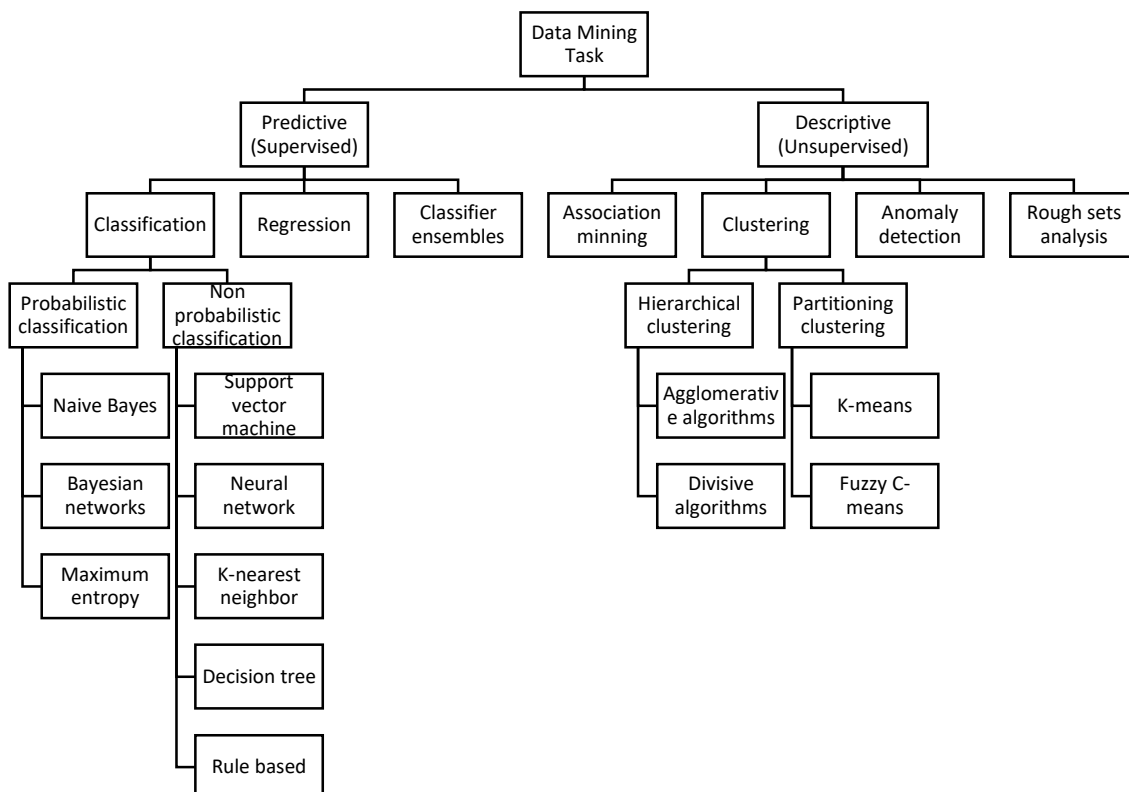 Data Mining
Task
Predictive
(Supervised)
Descriptive
(Unsupervised)
Classification
Regression
Classifier
ensembles
Association
minning
Clustering
Anomaly
detection
Rough sets
analysis
Probabilistic
classification
Non
probabilistic
classification
Hierarchical
clustering
Partitioning
clustering
Naive Bayes
Support
vector
machine
Agglomerativ
e algorithms
K-means
Bayesian
networks
Neural
network
Divisive
algorithms
Fuzzy C-
means
Maximum
entropy
K-nearest
neighbor
Decision tree
Rule based